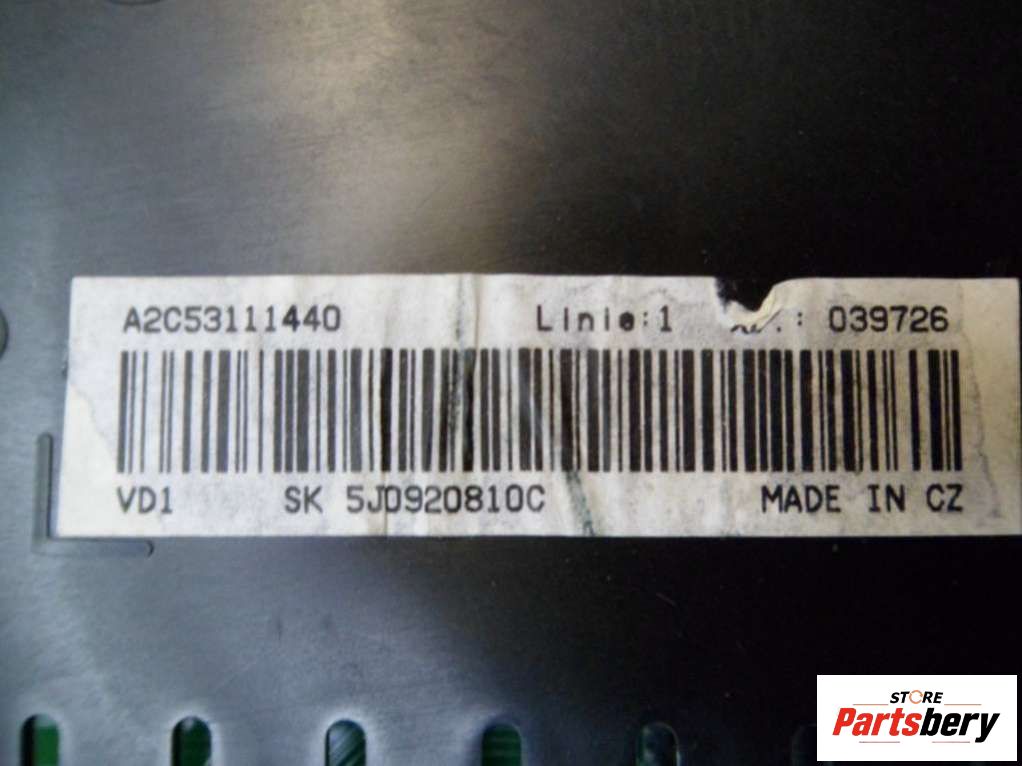 A2C53111440 Linie:1 .: 039726
VD1 SK 5J0920810C MADE IN CZ
STORE
Partsbery